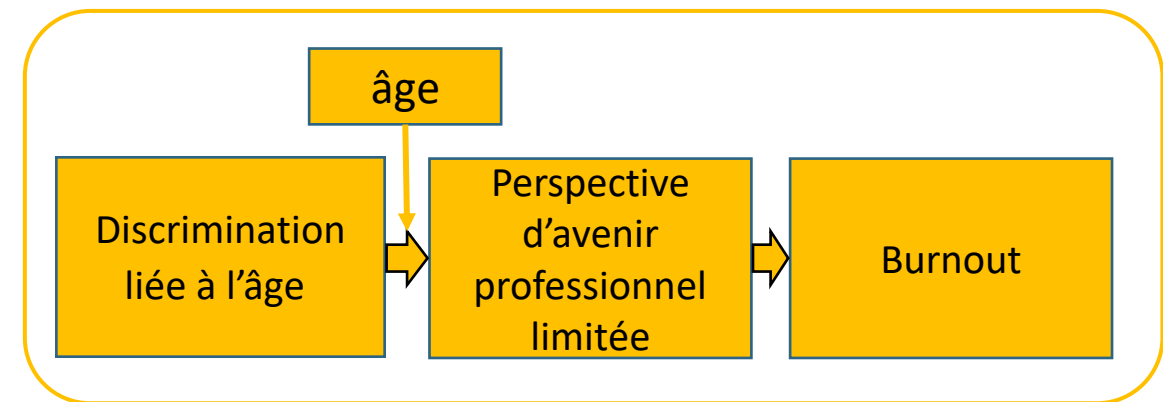 âge
Discrimination
liée à l’âge
Perspective
d’avenir
professionnel
limitée
Burnout